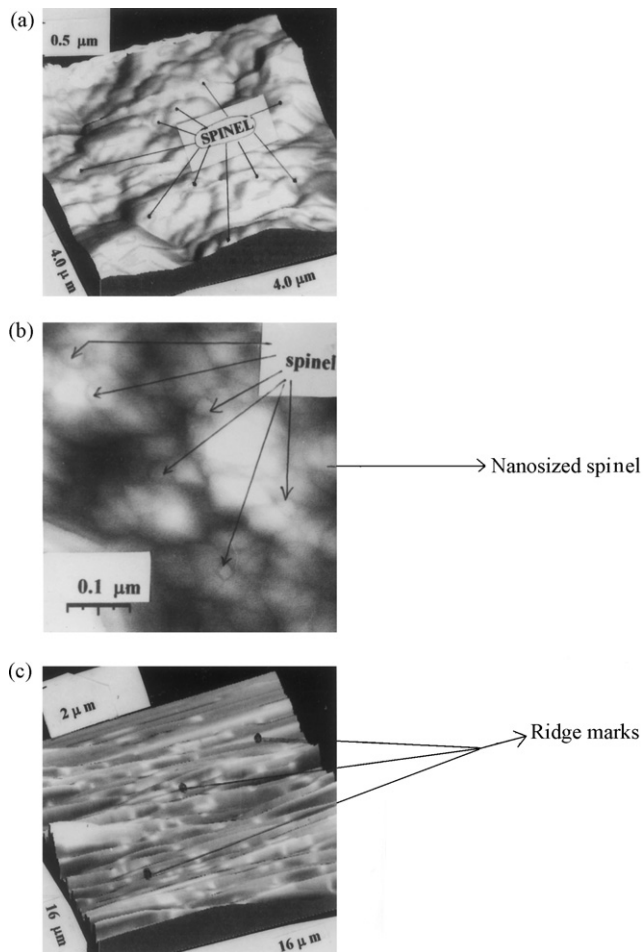 (a)
0.5 μm
SPINEL
4.0 μm
4.0 μm
(b)
spinel
Nanosized spinel
0.1 μm
(c)
2 μm
Ridge marks
16 μm
16 μm